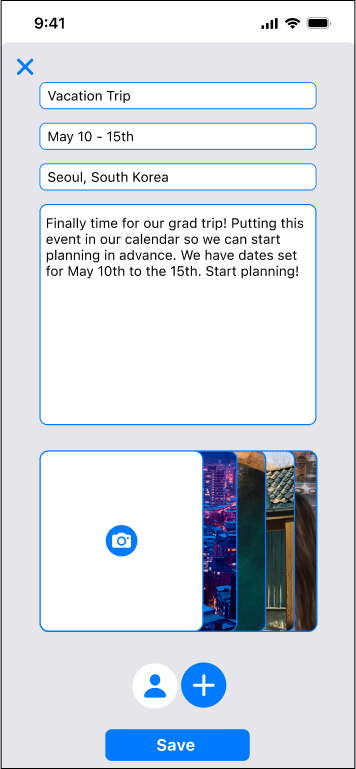 9:41
Vacation Trip
May 10 - 15th
Seoul, South Korea
Finally time for our grad trip! Putting this
event in our calendar so we can start
planning in advance. We have dates set
for May 10th to the 15th. Start planning!
Save